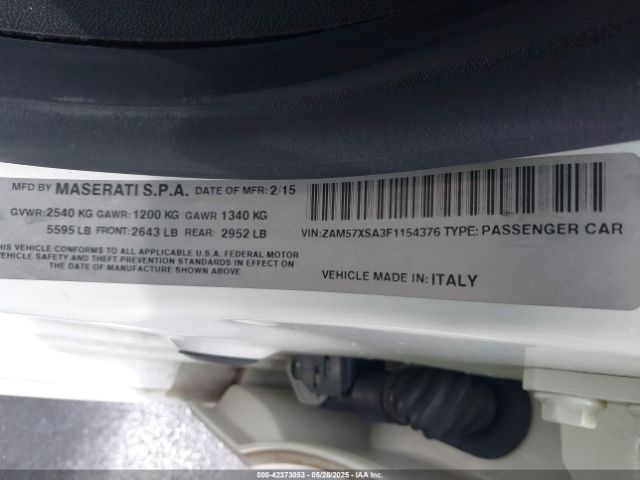 MFD BY MASERATI S.P.A. DATE OF MFR: 2/15
GVWR: 2540 KG GAWR: 1200 KG GAWR 1340 KG
5595 LB FRONT: 2643 LB REAR: 2952 LB
THIS VEHICLE CONFORMS TO ALL APPLICABLE U.S.A. FEDERAL MOTOR
VEHICLE SAFETY AND THEFT PREVENTION STANDARDS IN EFFECT ON
THE DATE OF MANUFACTURE SHOWN ABOVE
VIN: ZAM57XSA3F1154376 TYPE: PASSENGER CAR
VEHICLE MADE IN: ITALY
000-42373053 - 05/28/2025 - IAA Inc.